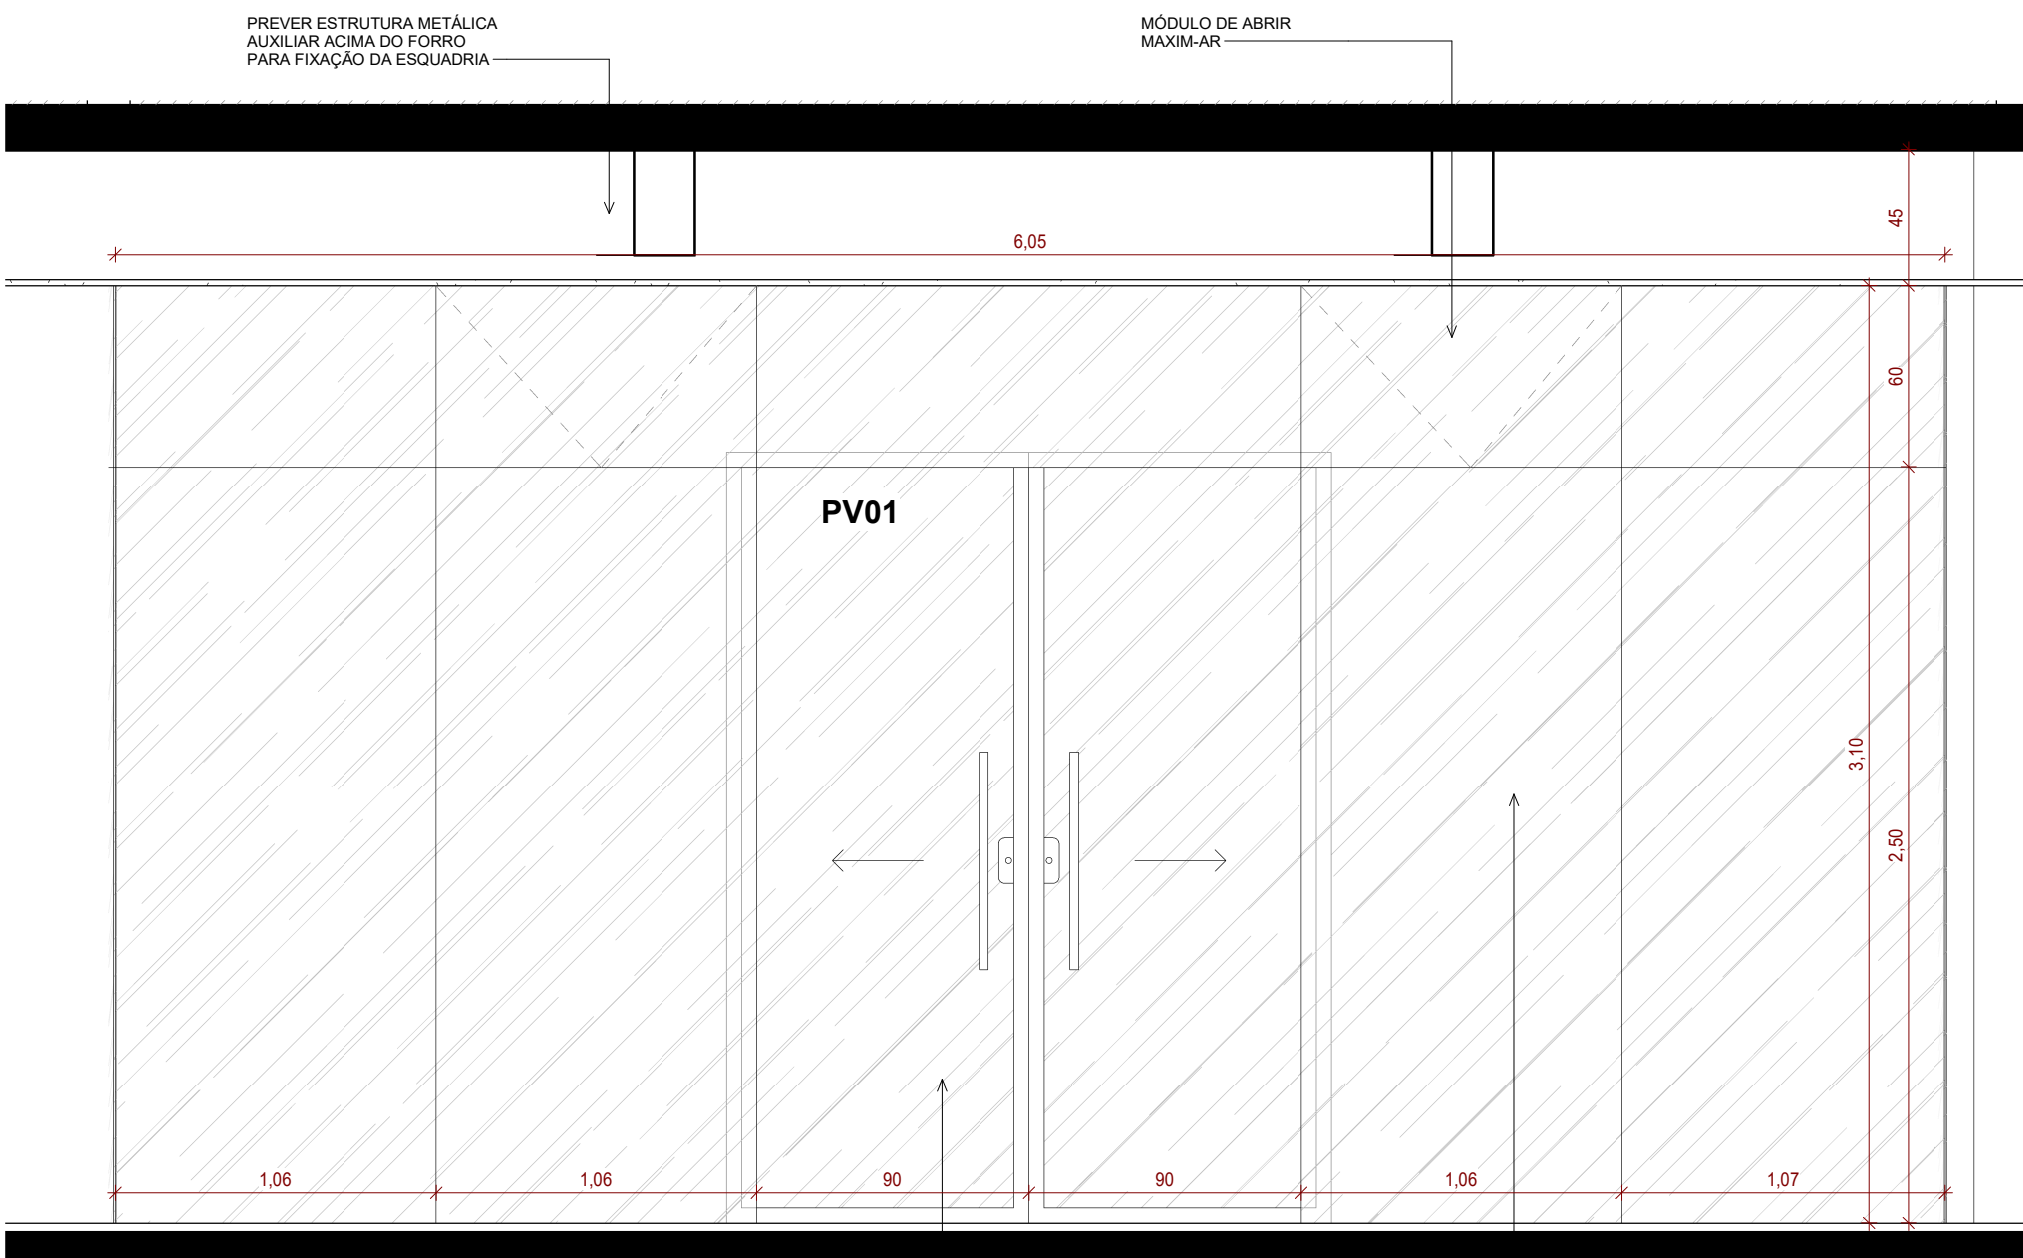 PREVER ESTRUTURA METÁLICA
AUXILIAR ACIMA DO FORRO
PARA FIXAÇÃO DA ESQUADRIA
MÓDULO DE ABRIR
MAXIM-AR
45
6,05
60
PV01
3,10
2,50
1,06
1,06
90
90
1,06
1,07